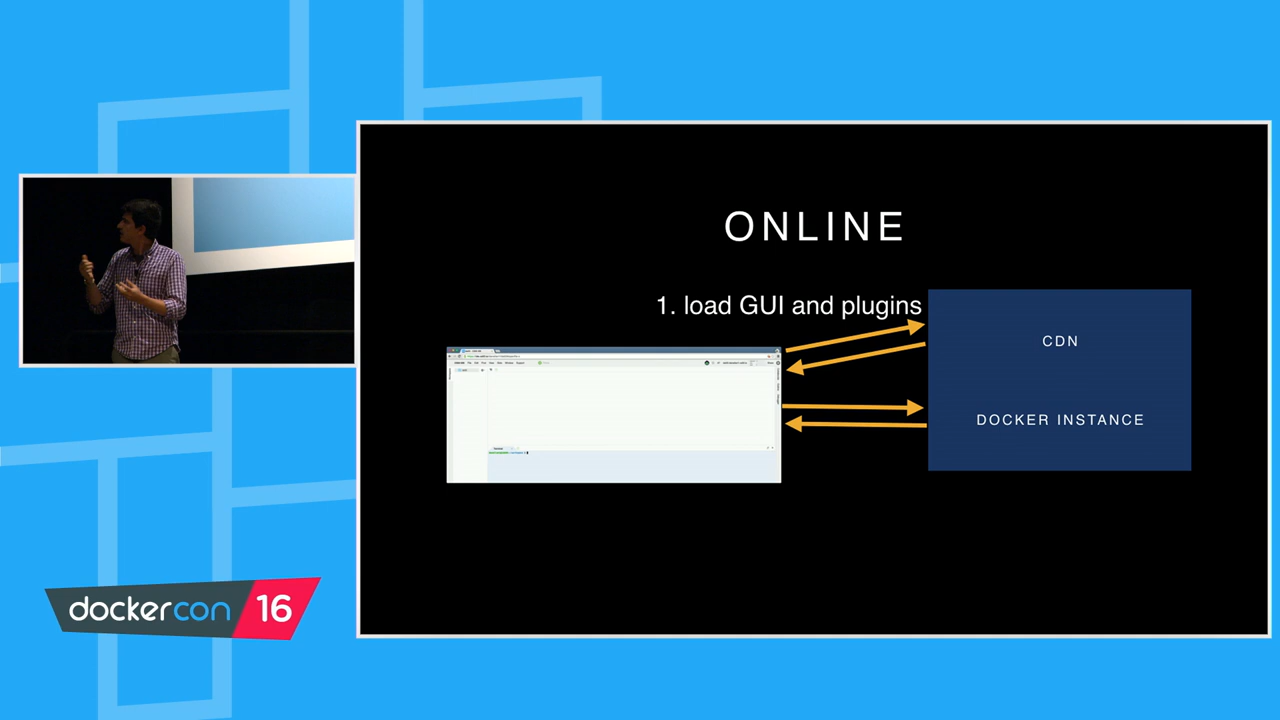 ONLINE
1. load GUI and plugins
CDN
DOCKER INSTANCE
dockercon 16